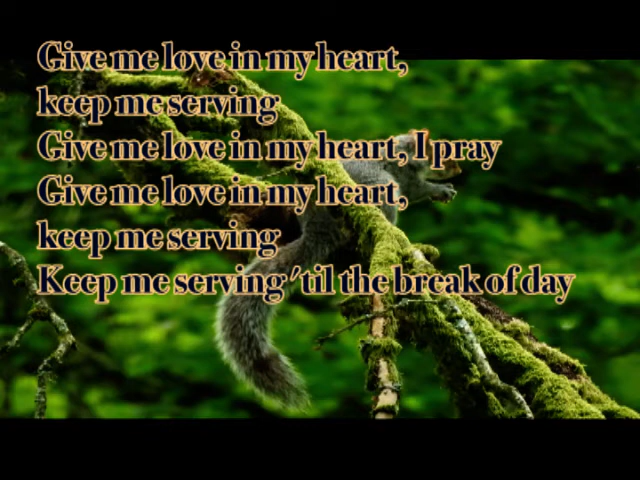 Give me love in my heart,
keep me serving
Give me love in my heart, I pray
Give me love in my heart,
keep me serving
Keep me serving 'til the break of day